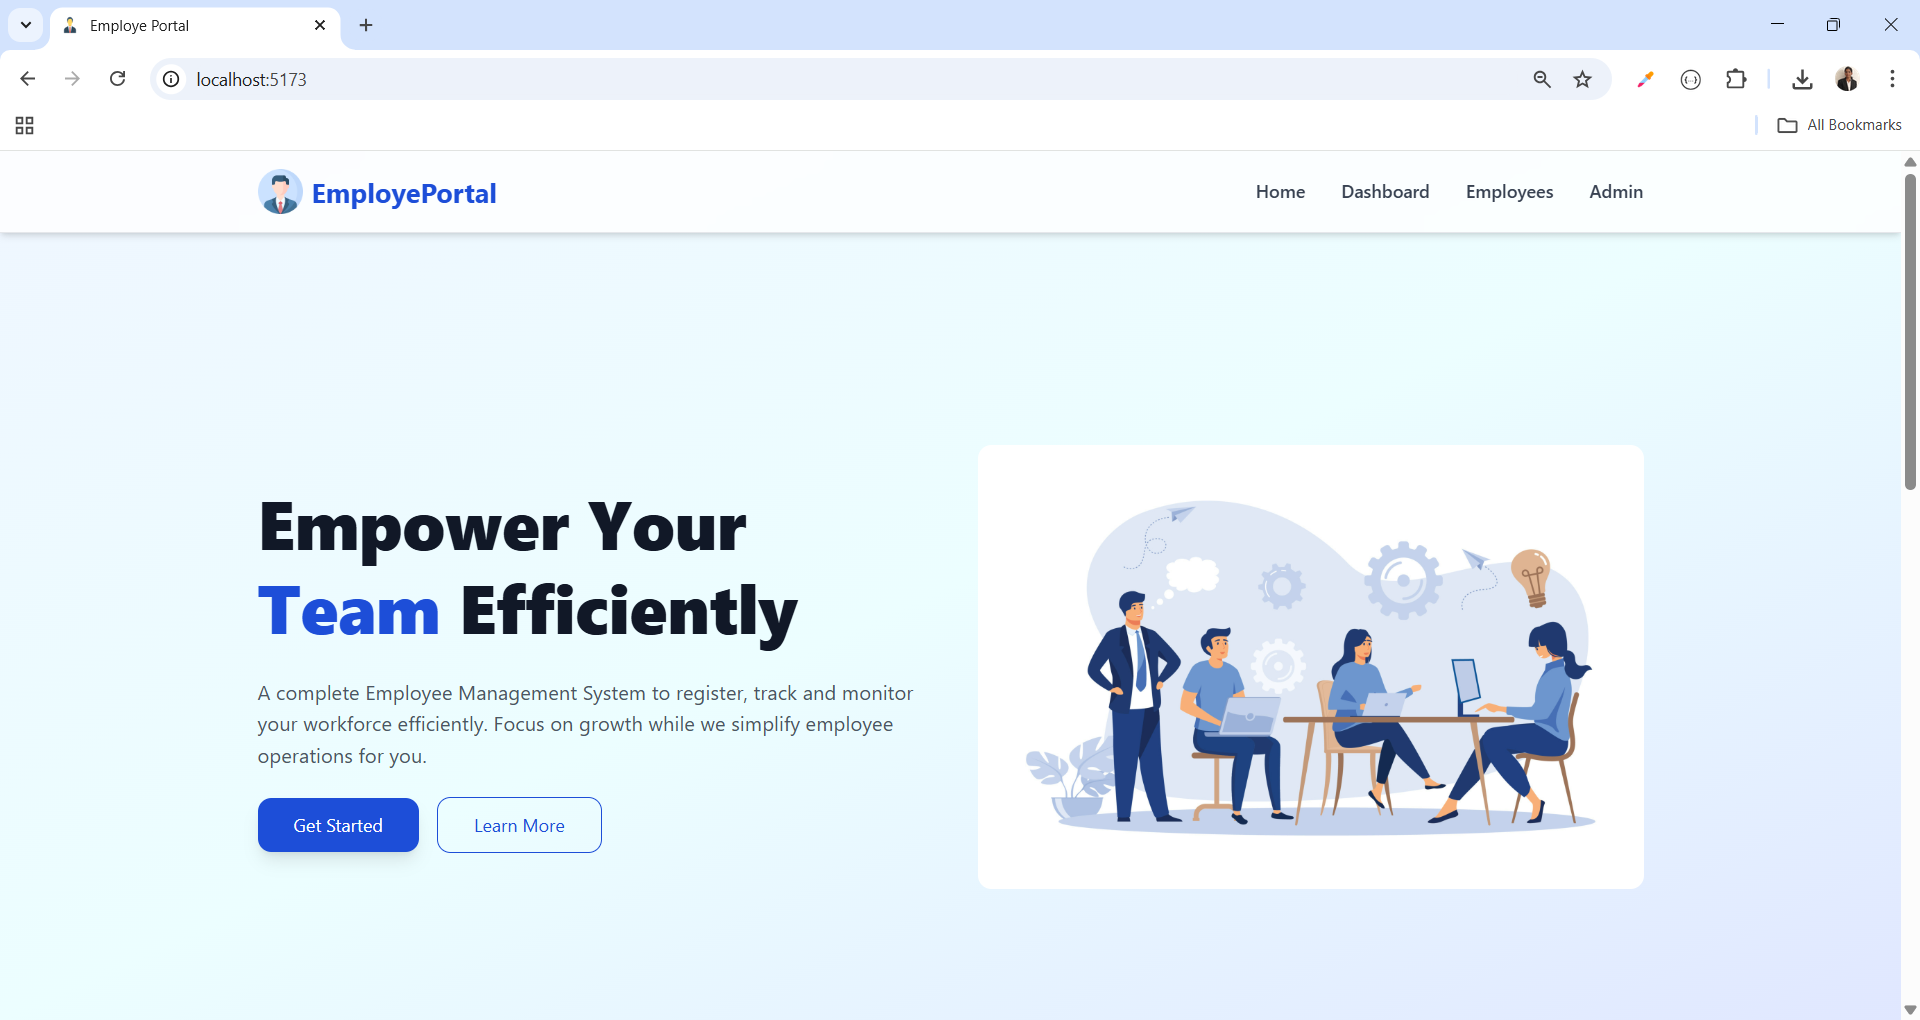 Employe Portal
localhost:5173
All Bookmarks
EmployePortal
Home Dashboard Employees Admin
Empower Your
Team Efficiently
A complete Employee Management System to register, track and monitor
your workforce efficiently. Focus on growth while we simplify employee
operations for you.
Get Started Learn More